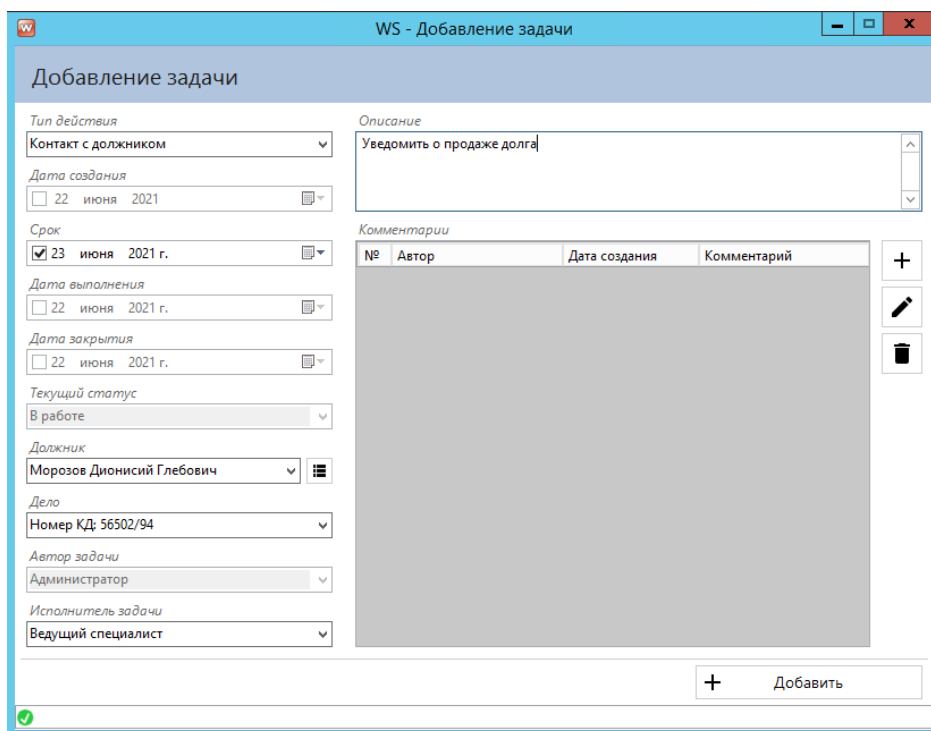 WS - Добавление задачи
Добавление задачи
Тип действия
Контакт с должником
Дата создания
22 июня 2021
Срок
23 июня 2021 г.
Дата выполнения
22 июня 2021 г.
Дата закрытия
22 июня 2021 г.
Текущий статус
В работе
Должник
Морозов Дионисий Глебович
Дело
Номер КД: 56502/94
Автор задачи
Администратор
Исполнитель задачи
Ведущий специалист
Описание
Уведомить о продаже долга
Комментарии
№ Автор Дата создания Комментарий
Добавить